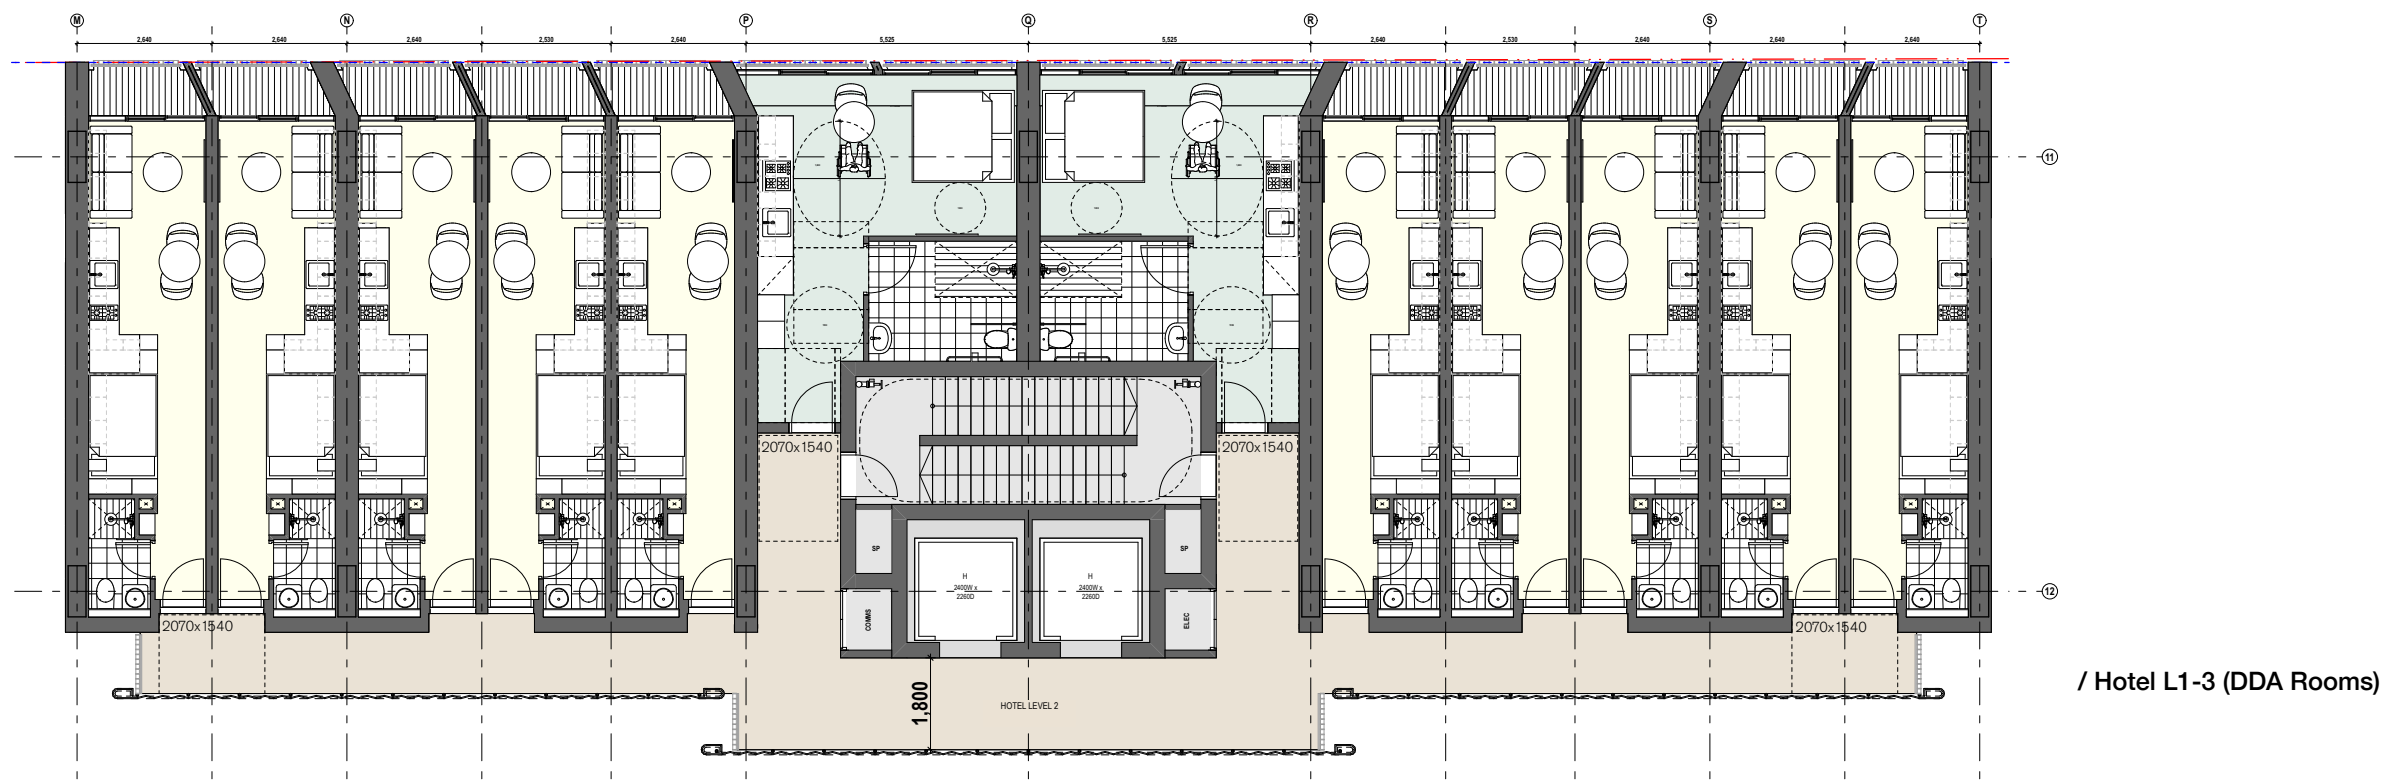 M N P Q R S T
2,640 2,640 2,640 2,530 2,640 5,525 5,525 2,640 2,530 2,640 2,640 2,640
11
2070x1540 2070x1540
SP SP
H H
2400W x 2400W x
2260D 2260D
12
COMMS ELEC
2070x1540 2070x1540
/ Hotel L1-3 (DDA Rooms)
1,800
HOTEL LEVEL 2